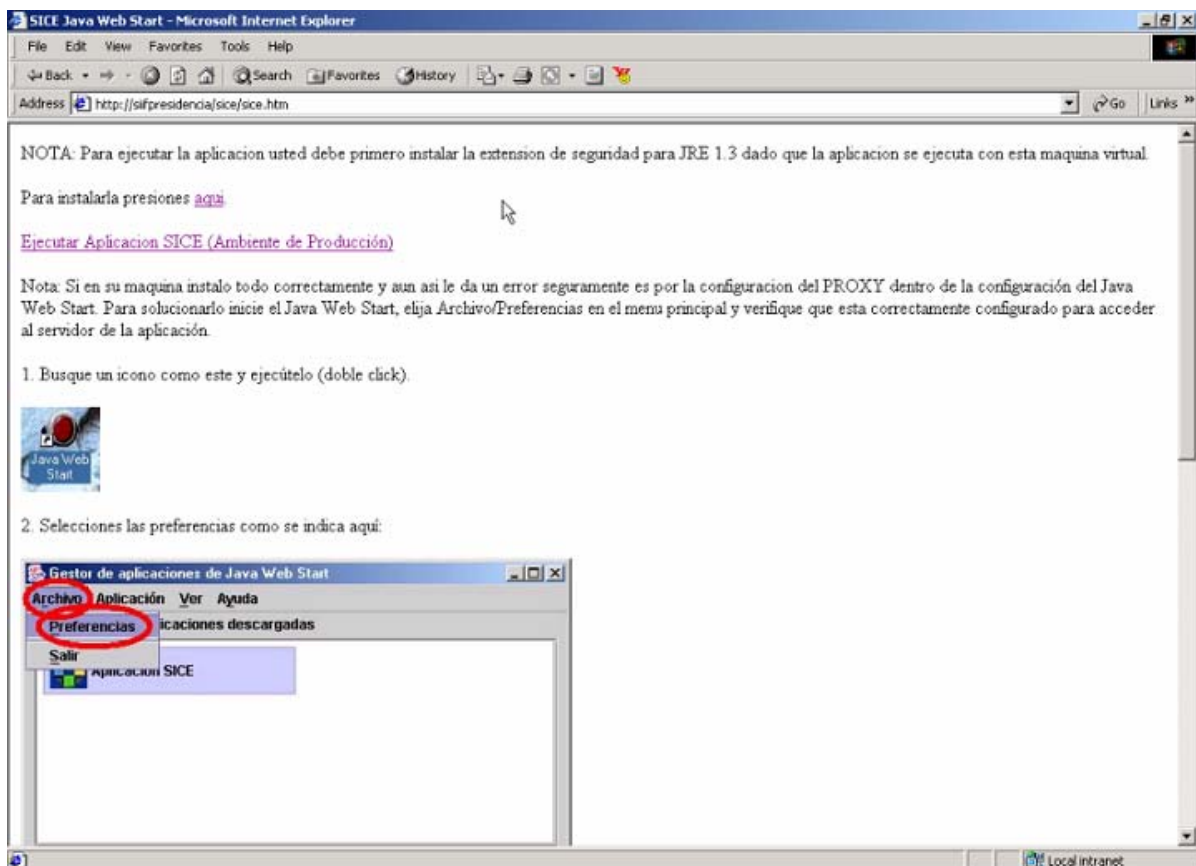 SICE Java Web Start - Microsoft Internet Explorer
File Edit View Favorites Tools Help
Back Search Favorites History
Address http://sifpresidencia/sice/sice.htm Go Links »
NOTA: Para ejecutar la aplicacion usted debe primero instalar la extension de seguridad para JRE 1.3 dado que la aplicacion se ejecuta con esta maquina virtual.
Para instalarla presiones aqui.
Ejecutar Aplicacion SICE (Ambiente de Producción)
Nota: Si en su maquina instalo todo correctamente y aun asi le da un error seguramente es por la configuracion del PROXY dentro de la configuración del Java
Web Start. Para solucionarlo inicie el Java Web Start, elija Archivo/Preferencias en el menu principal y verifique que esta correctamente configurado para acceder
al servidor de la aplicación.
1. Busque un icono como este y ejecútelo (doble click).
Java Web
Start
2. Selecciones las preferencias como se indica aquí:
Gestor de aplicaciones de Java Web Start
Archivo Aplicación Ver Ayuda
Preferencias icaciones descargadas
Salir
Aplicación SICE
Local intranet